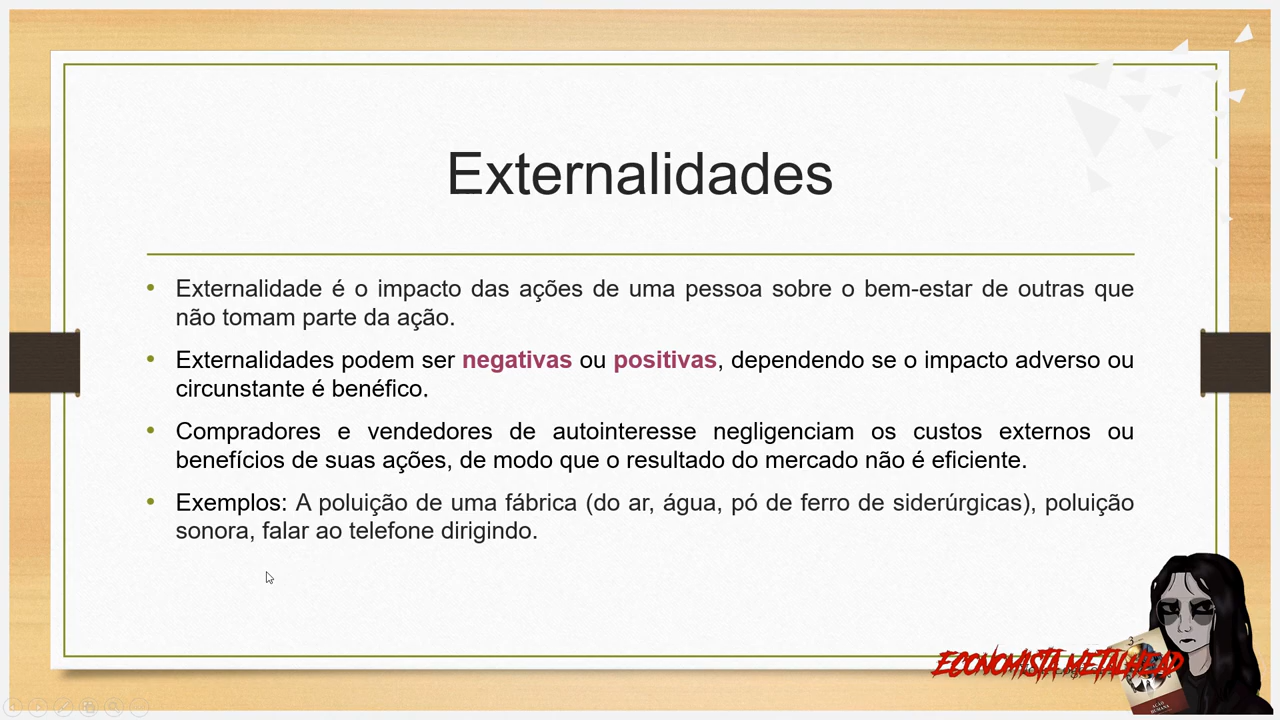 Externalidades
• Externalidade é o impacto das ações de uma pessoa sobre o bem-estar de outras que
não tomam parte da ação.
• Externalidades podem ser negativas ou positivas, dependendo se o impacto adverso ou
circunstante é benéfico.
• Compradores e vendedores de autointeresse negligenciam os custos externos ou
benefícios de suas ações, de modo que o resultado do mercado não é eficiente.
• Exemplos: A poluição de uma fábrica (do ar, água, pó de ferro de siderúrgicas), poluição
sonora, falar ao telefone dirigindo.
3
ECONOMISTA METALHEAD
AÇÃO
HUMANA